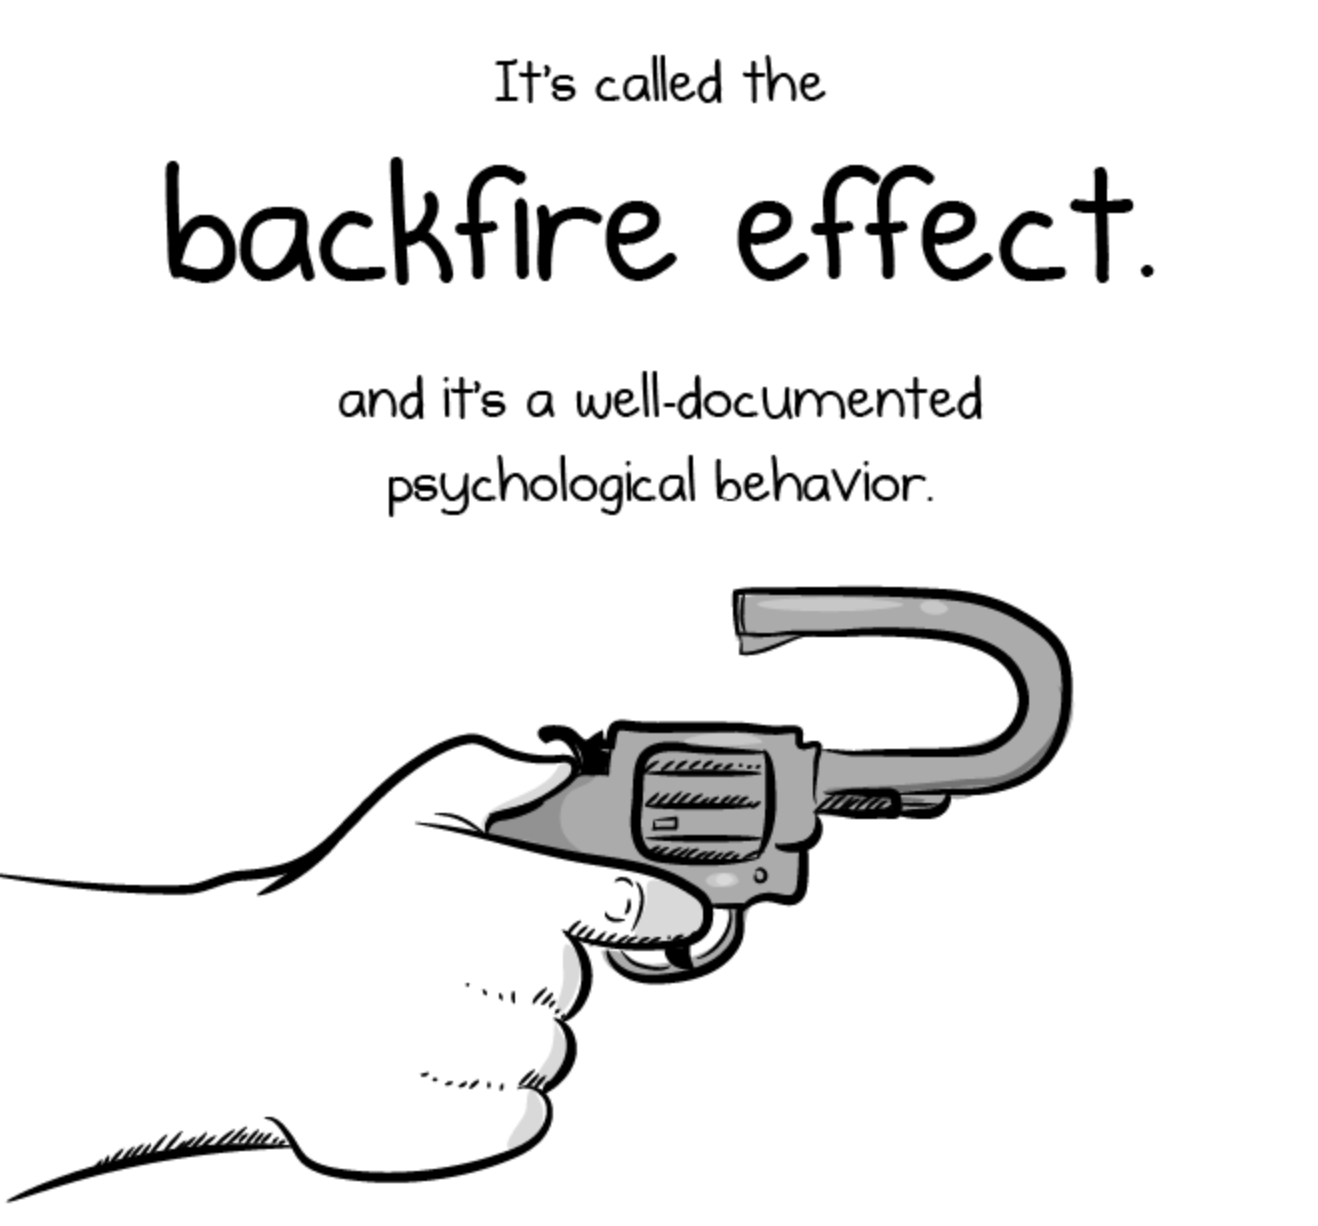 It's called the
backfire effect.
and it's a well-documented
psychological behavior.